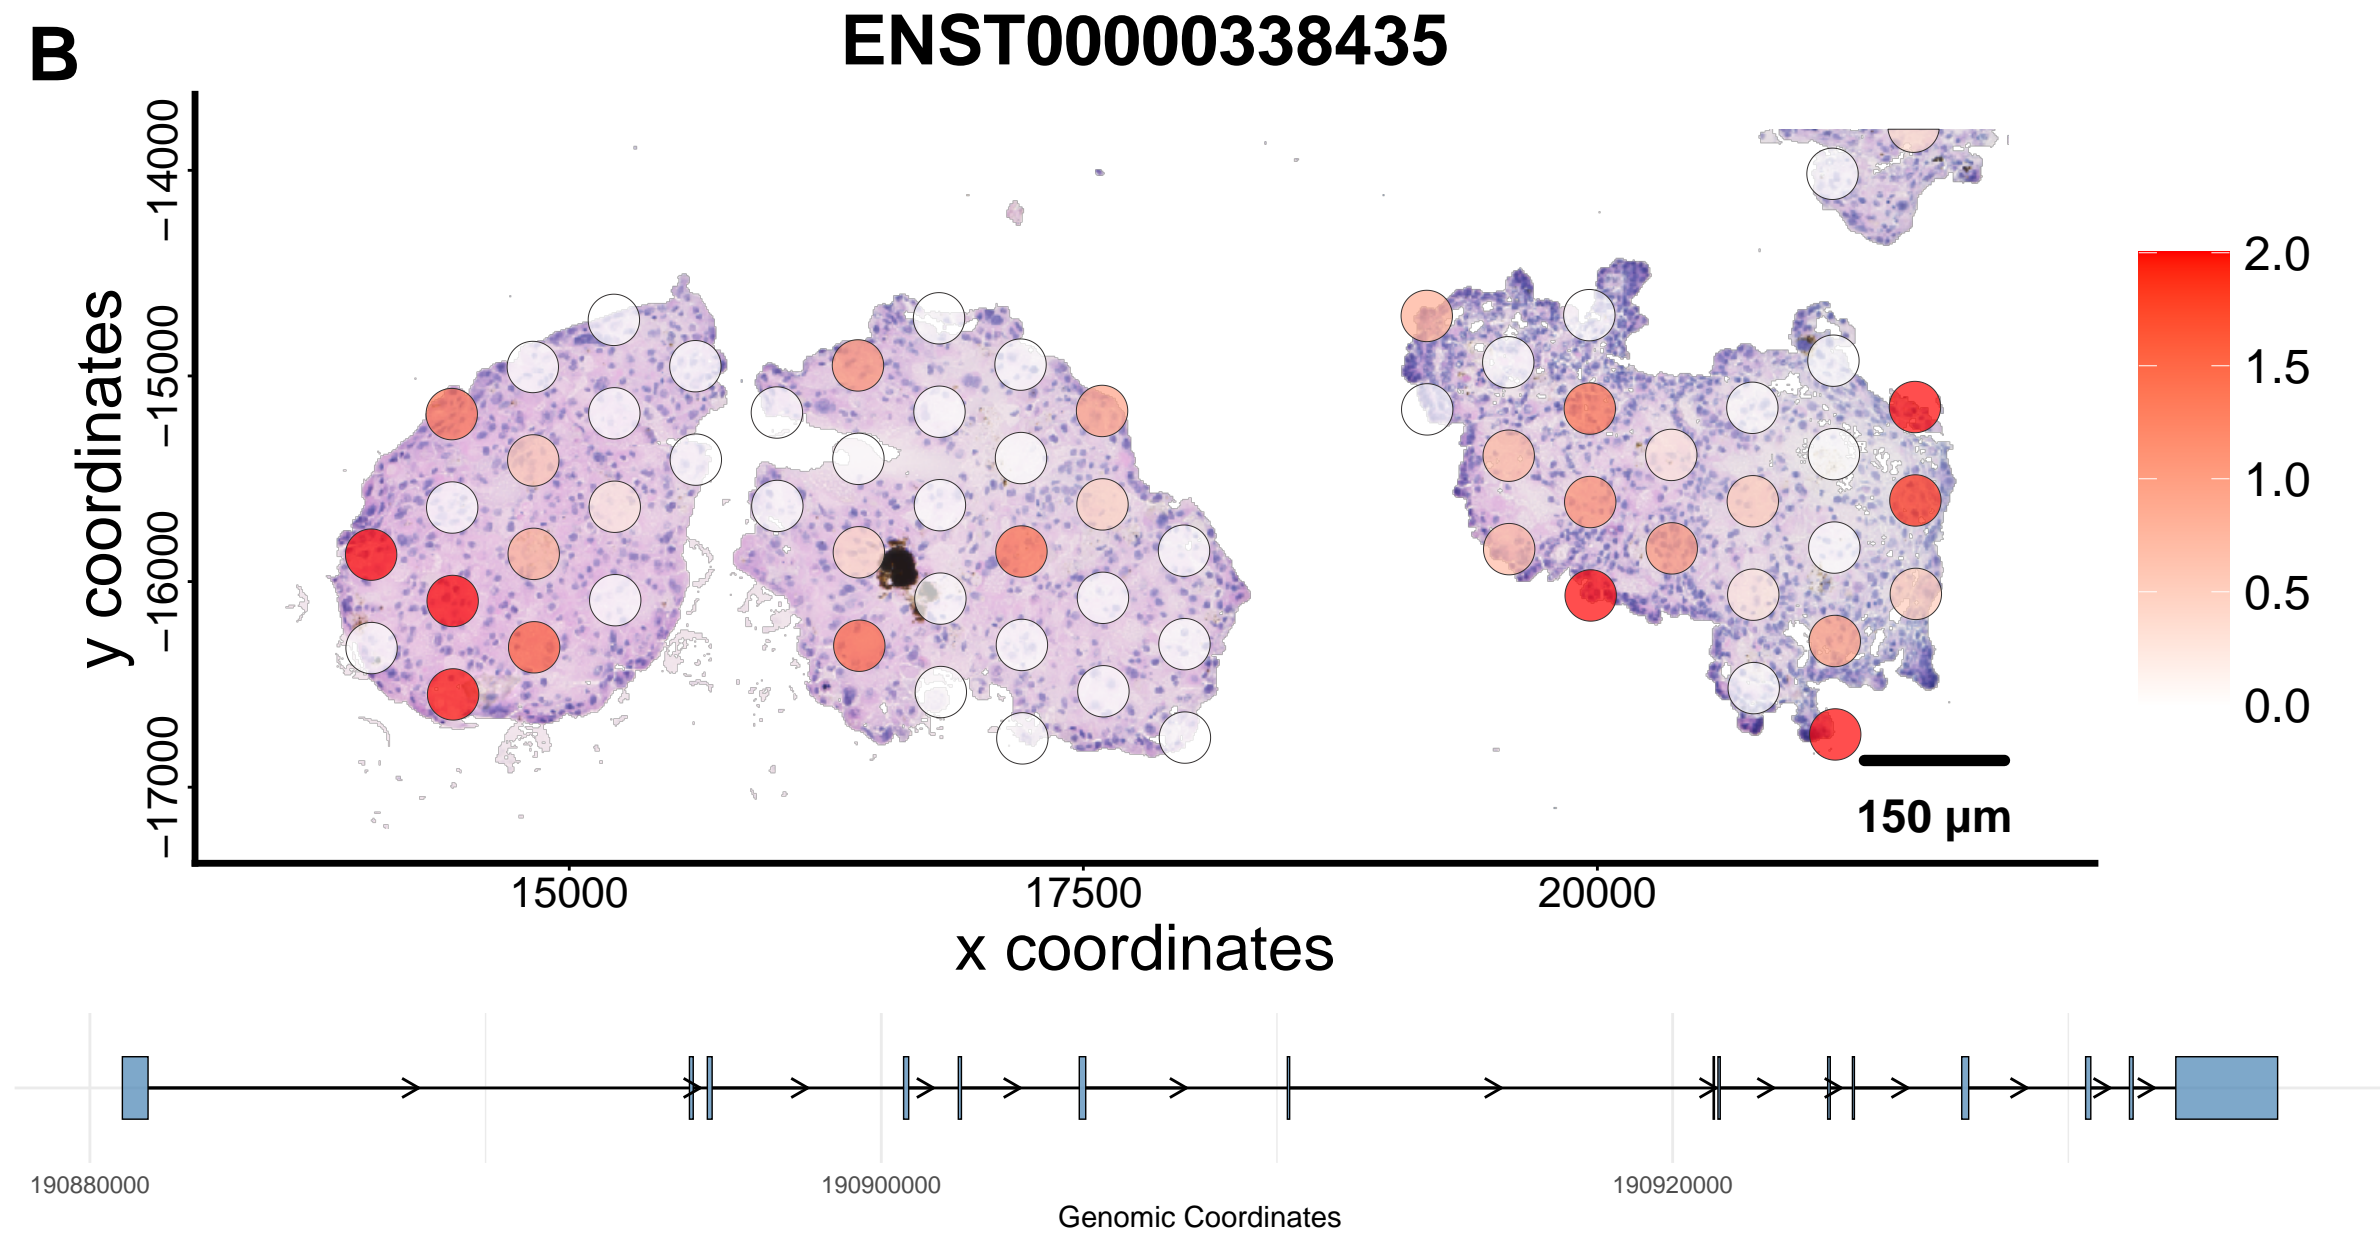 B
ENST00000338435
y coordinates
−14000
−15000
−16000
−17000
2.0
1.5
1.0
0.5
0.0
150 µm
15000
17500
20000
x coordinates
190880000
190900000
190920000
Genomic Coordinates